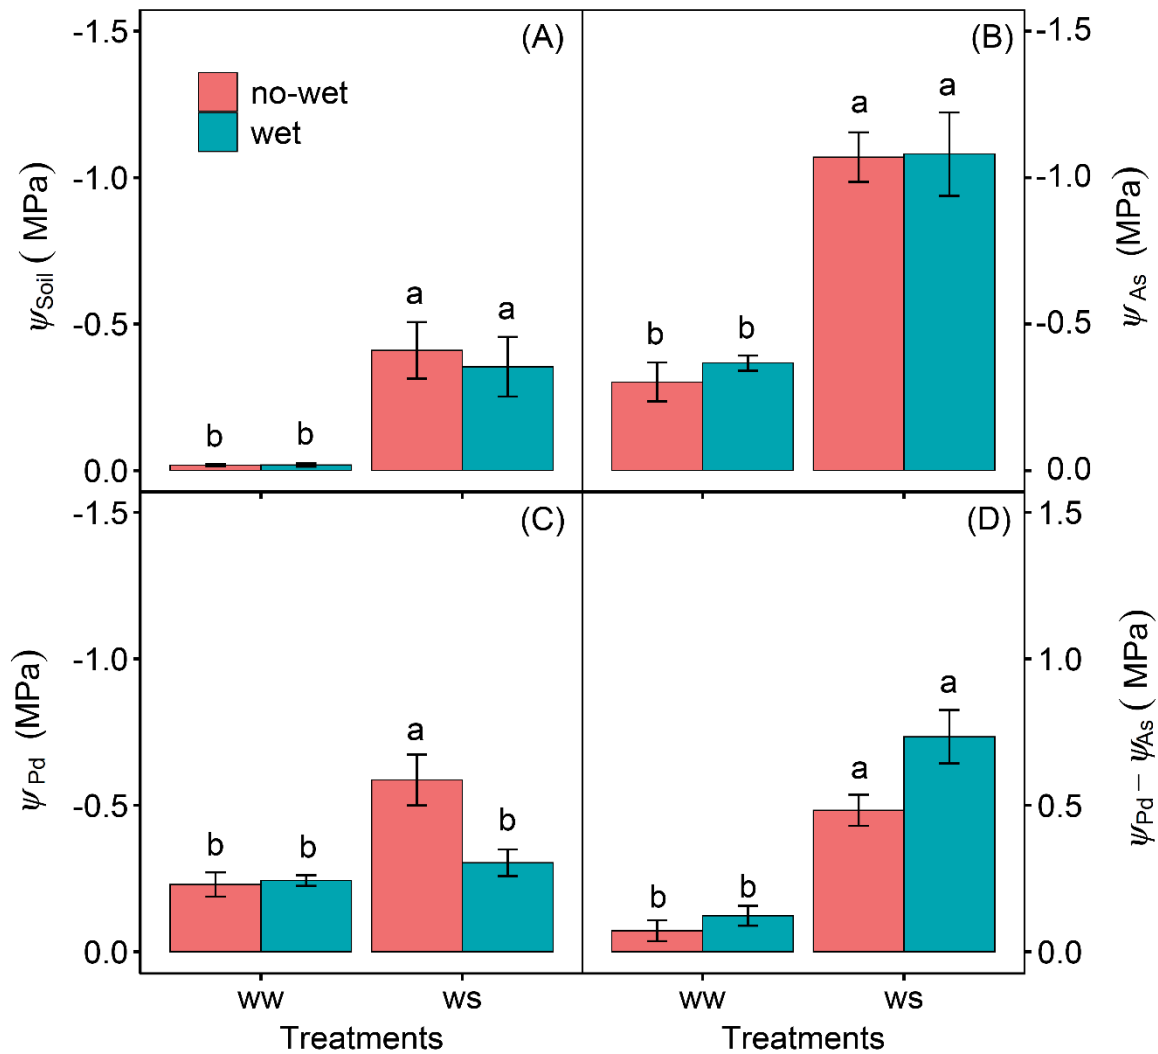 (A)
no-wet
wet
-1.5
-1.0
-0.5
0.0
ψSoil ( MPa)
b
b
a
a
(B)
-1.5
-1.0
-0.5
0.0
ψAs (MPa)
b
b
a
a
(C)
-1.5
-1.0
-0.5
0.0
ψPd (MPa)
b
b
a
b
ww
ws
Treatments
(D)
1.5
1.0
0.5
0.0
ψPd − ψAs ( MPa)
b
b
a
a
ww
ws
Treatments